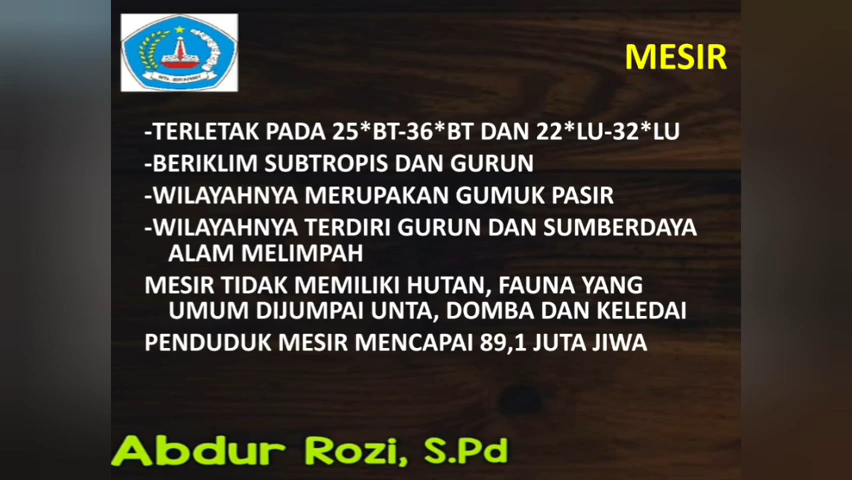 MESIR
-TERLETAK PADA 25*BT-36*BT DAN 22*LU-32*LU
-BERIKLIM SUBTROPIS DAN GURUN
-WILAYAHNYA MERUPAKAN GUMUK PASIR
-WILAYAHNYA TERDIRI GURUN DAN SUMBERDAYA
ALAM MELIMPAH
MESIR TIDAK MEMILIKI HUTAN, FAUNA YANG
UMUM DIJUMPAI UNTA, DOMBA DAN KELEDAI
PENDUDUK MESIR MENCAPAI 89,1 JUTA JIWA
Abdur Rozi, S.Pd